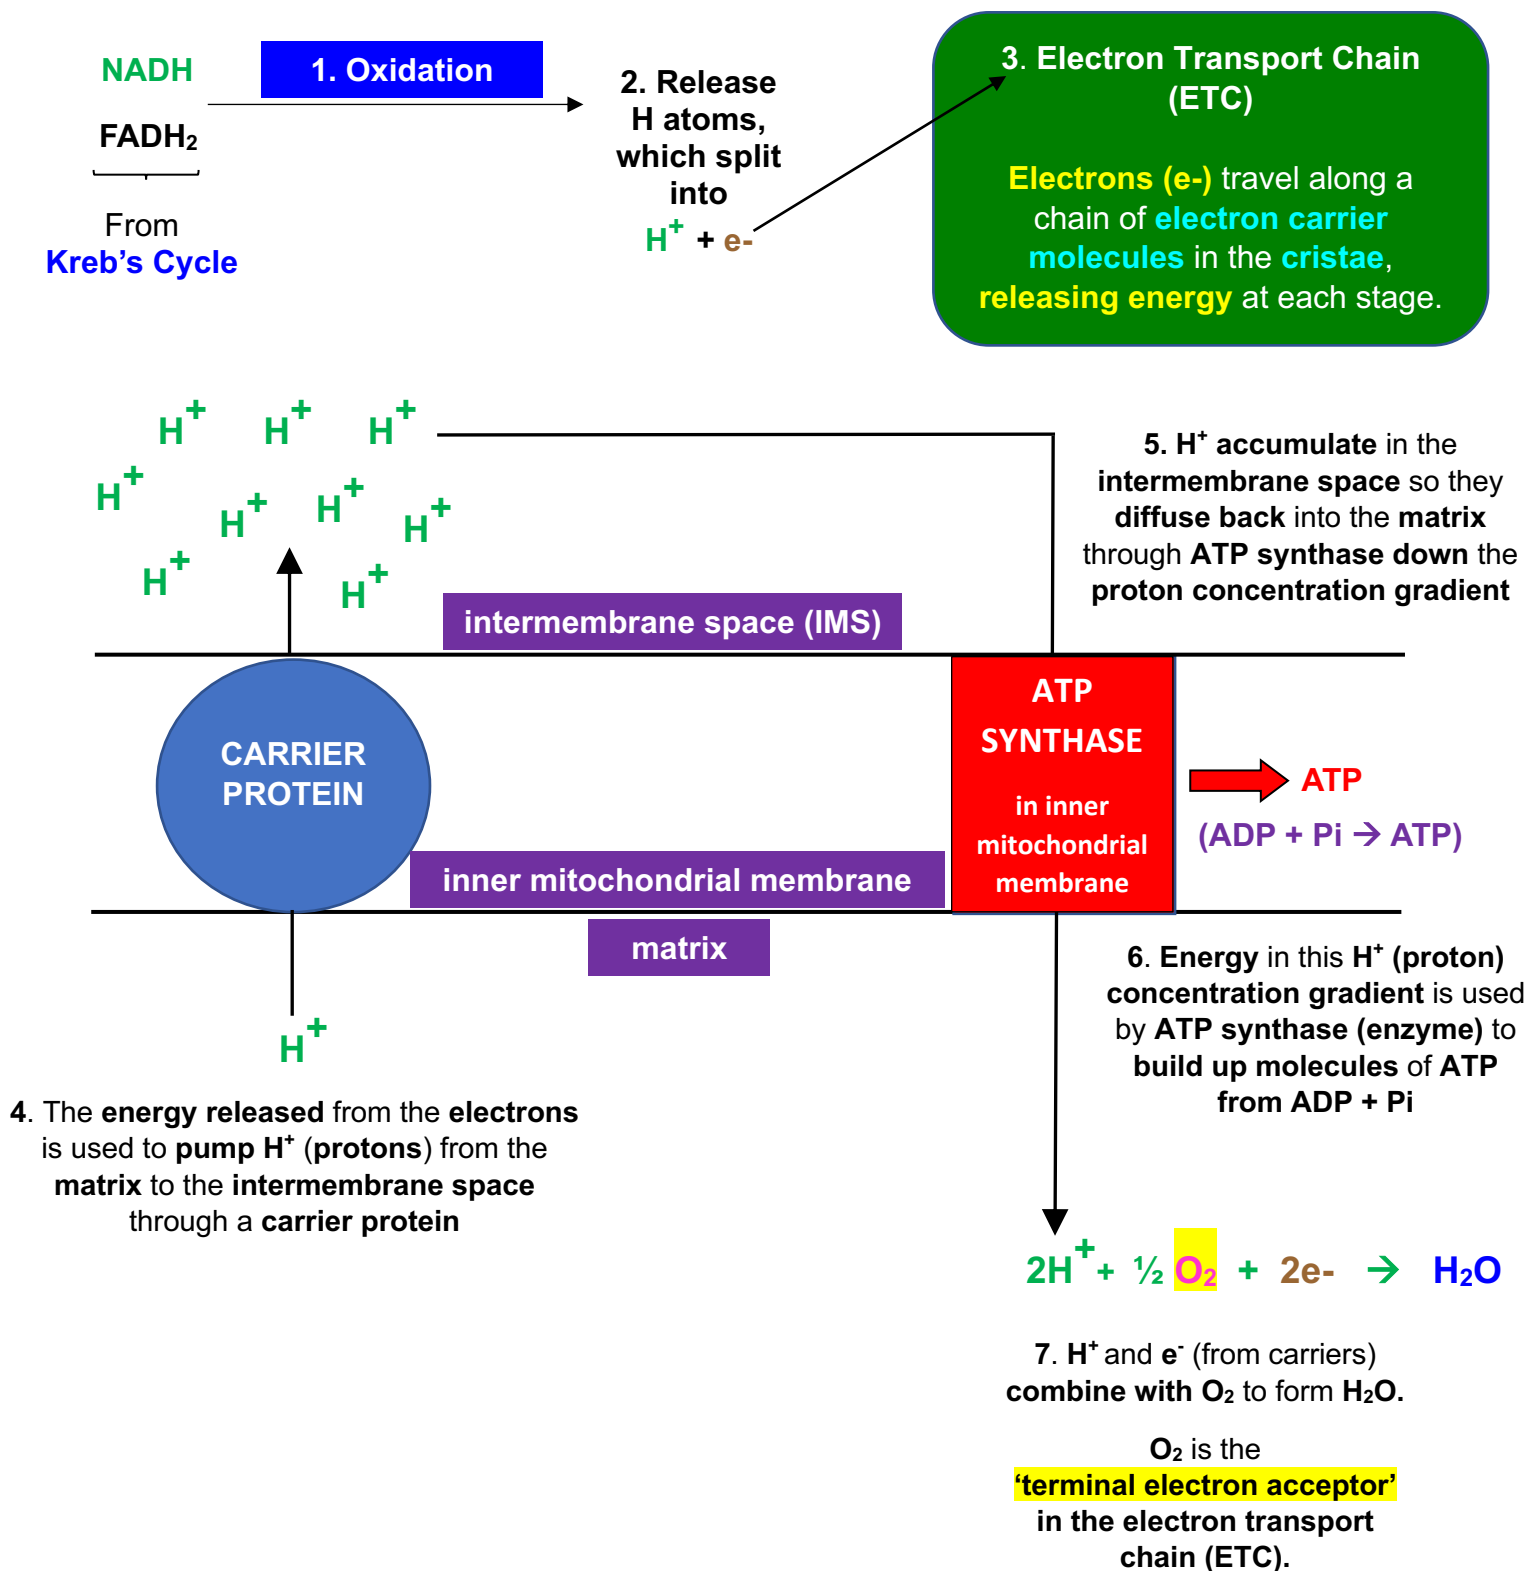 NADH
FADH₂
From
Kreb’s Cycle
1. Oxidation
2. Release
H atoms,
which split
into
H⁺ + e-
3. Electron Transport Chain
(ETC)
Electrons (e-) travel along a
chain of electron carrier
molecules in the cristae,
releasing energy at each stage.
H⁺ H⁺ H⁺
H⁺ H⁺ H⁺ H⁺
H⁺ H⁺
5. H⁺ accumulate in the
intermembrane space so they
diffuse back into the matrix
through ATP synthase down the
proton concentration gradient
intermembrane space (IMS)
CARRIER
PROTEIN
ATP
SYNTHASE
in inner
mitochondrial
membrane
ATP
(ADP + Pi → ATP)
inner mitochondrial membrane
matrix
H⁺
4. The energy released from the electrons
is used to pump H⁺ (protons) from the
matrix to the intermembrane space
through a carrier protein
6. Energy in this H⁺ (proton)
concentration gradient is used
by ATP synthase (enzyme) to
build up molecules of ATP
from ADP + Pi
2H⁺ + ½ O₂ + 2e- → H₂O
7. H⁺ and e⁻ (from carriers)
combine with O₂ to form H₂O.
O₂ is the
‘terminal electron acceptor’
in the electron transport
chain (ETC).